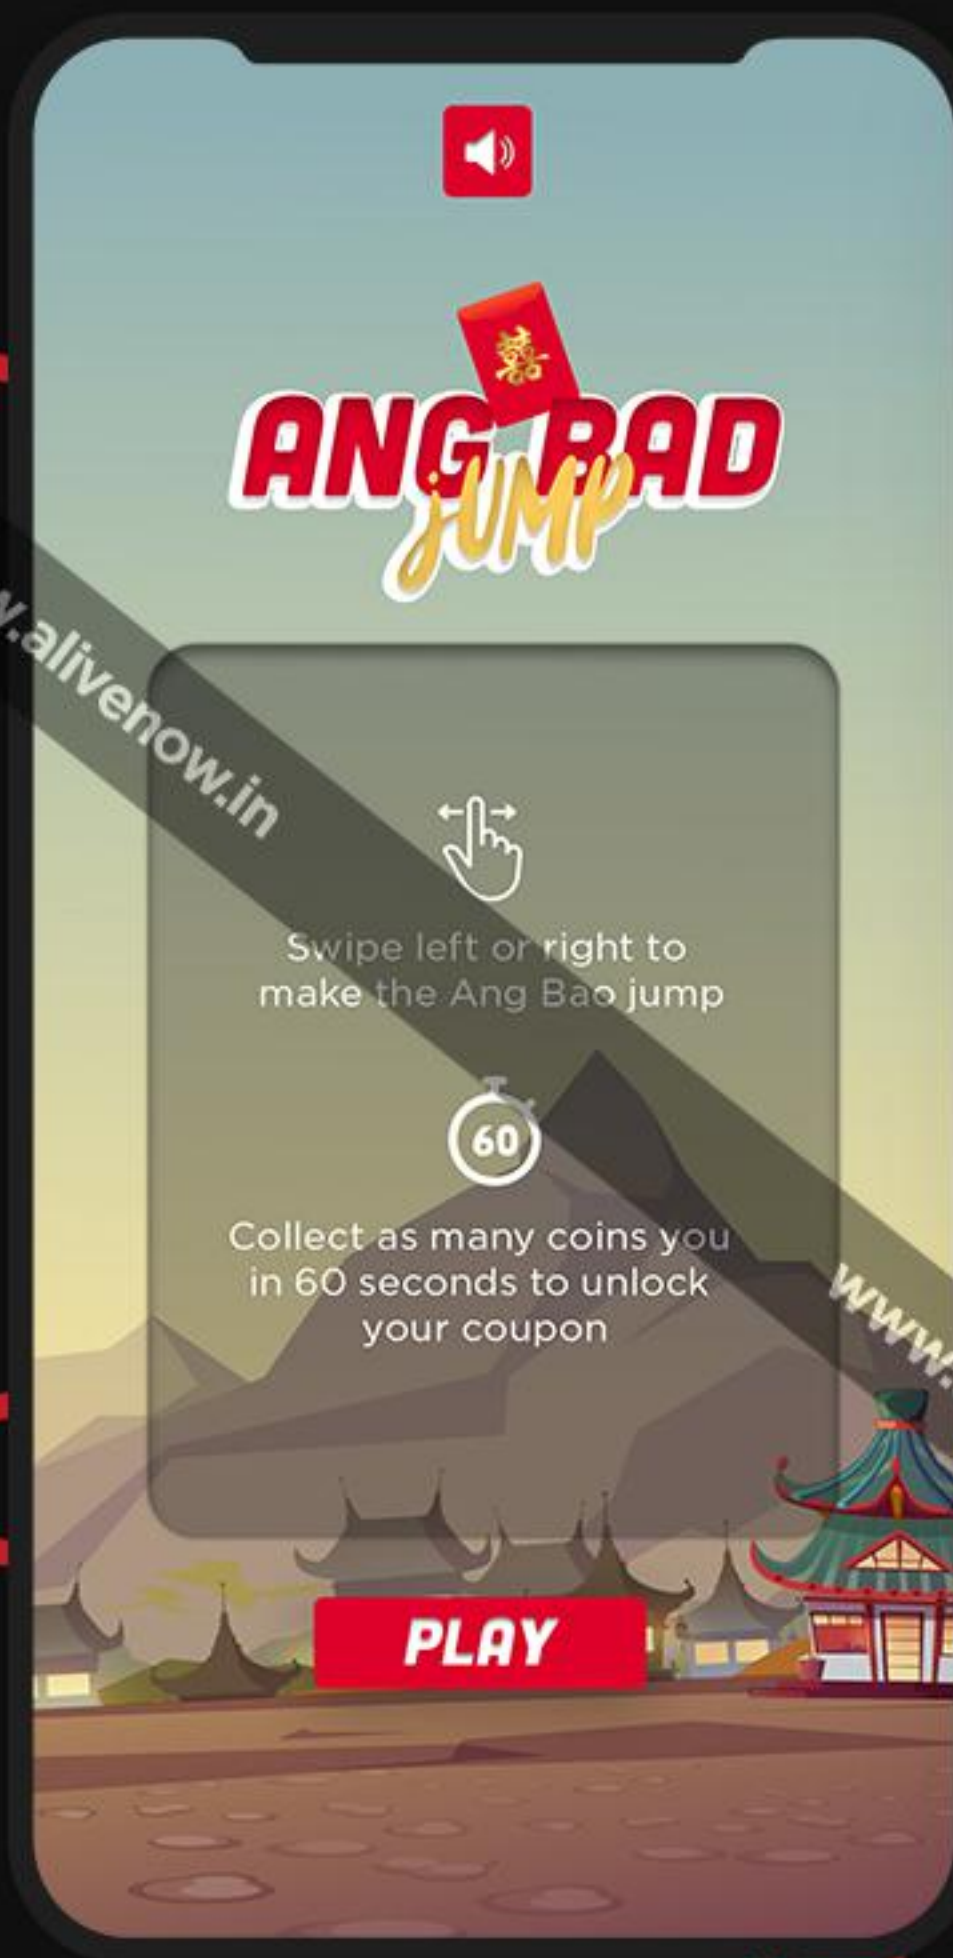 囍
ANG BAO
jUMP
w.alivenow.in
Swipe left or right to
make the Ang Bao jump
60
Collect as many coins you
in 60 seconds to unlock
your coupon
www.
PLAY